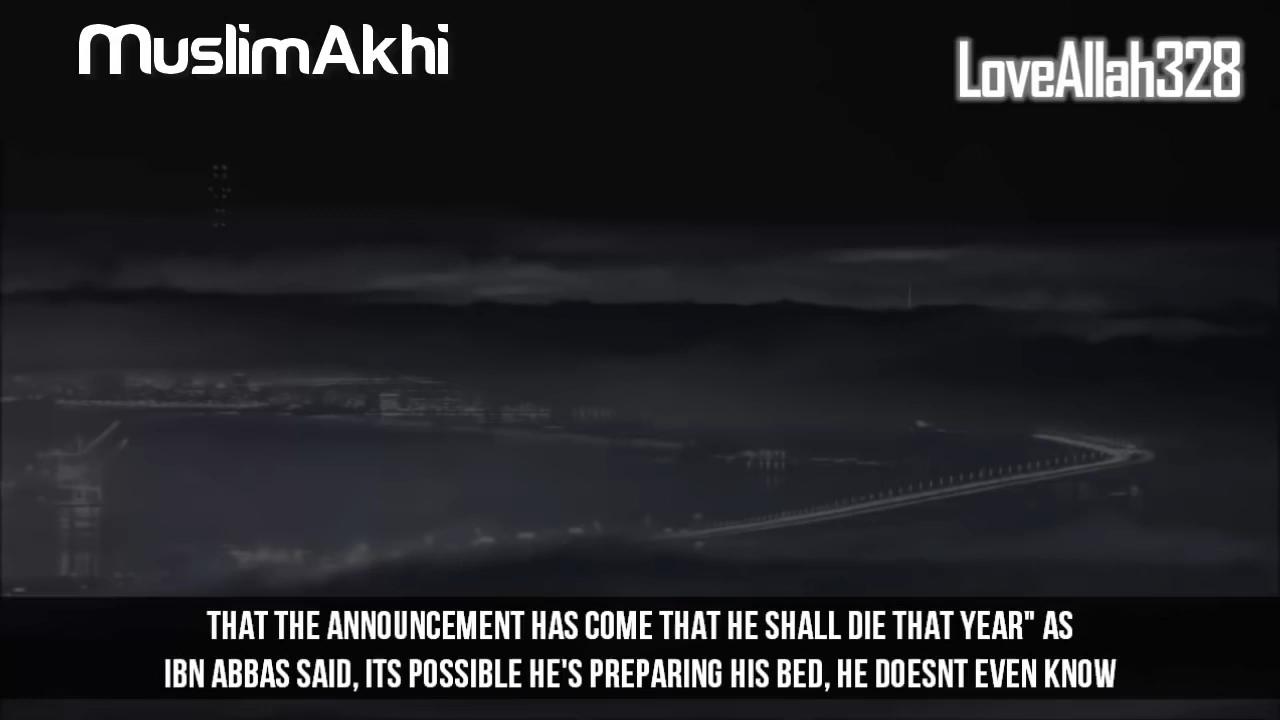 MuslimAkhi
LoveAllah328
THAT THE ANNOUNCEMENT HAS COME THAT HE SHALL DIE THAT YEAR" AS
IBN ABBAS SAID, ITS POSSIBLE HE'S PREPARING HIS BED, HE DOESNT EVEN KNOW